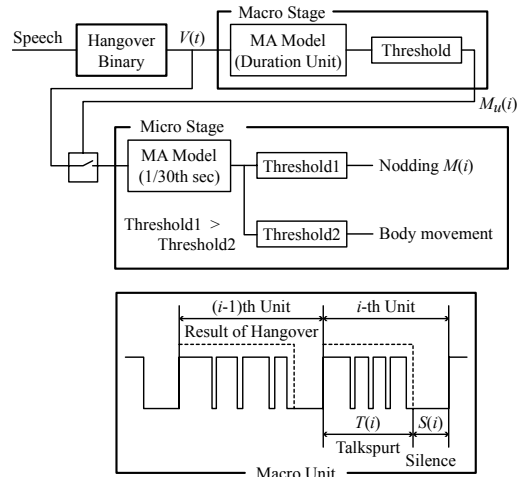 Macro Stage
Speech
Hangover
Binary
V(t)
MA Model
(Duration Unit)
Threshold
Mu(i)
Micro Stage
MA Model
(1/30th sec)
Threshold1
Nodding M(i)
Threshold1 >
Threshold2
Threshold2
Body movement
(i-1)th Unit
i-th Unit
Result of Hangover
T(i)
S(i)
Talkspurt
Silence
Macro Unit